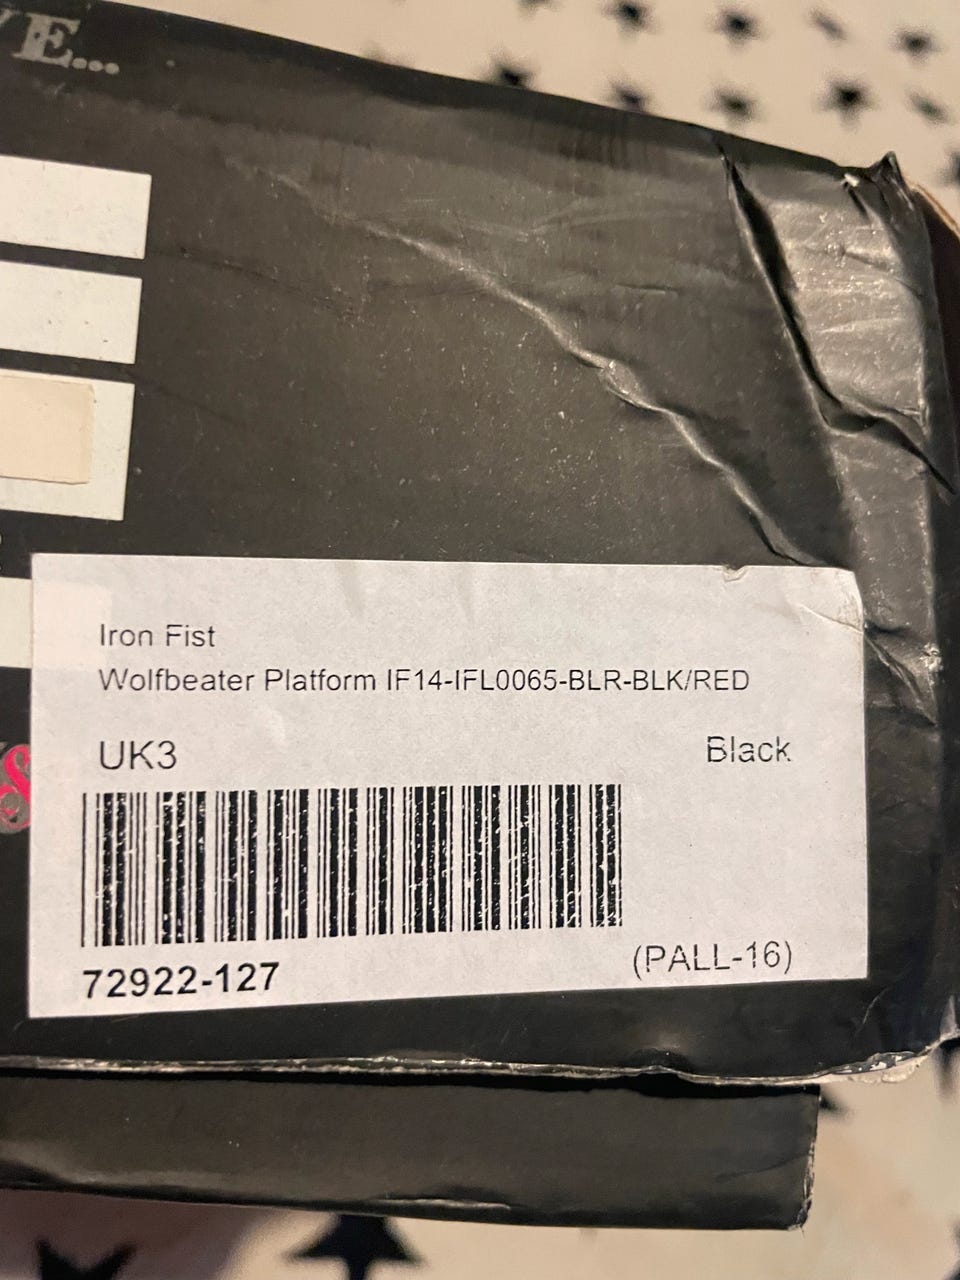 Iron Fist
Wolfbeater Platform IF14-IFL0065-BLR-BLK/RED
UK3
Black
72922-127
(PALL-16)